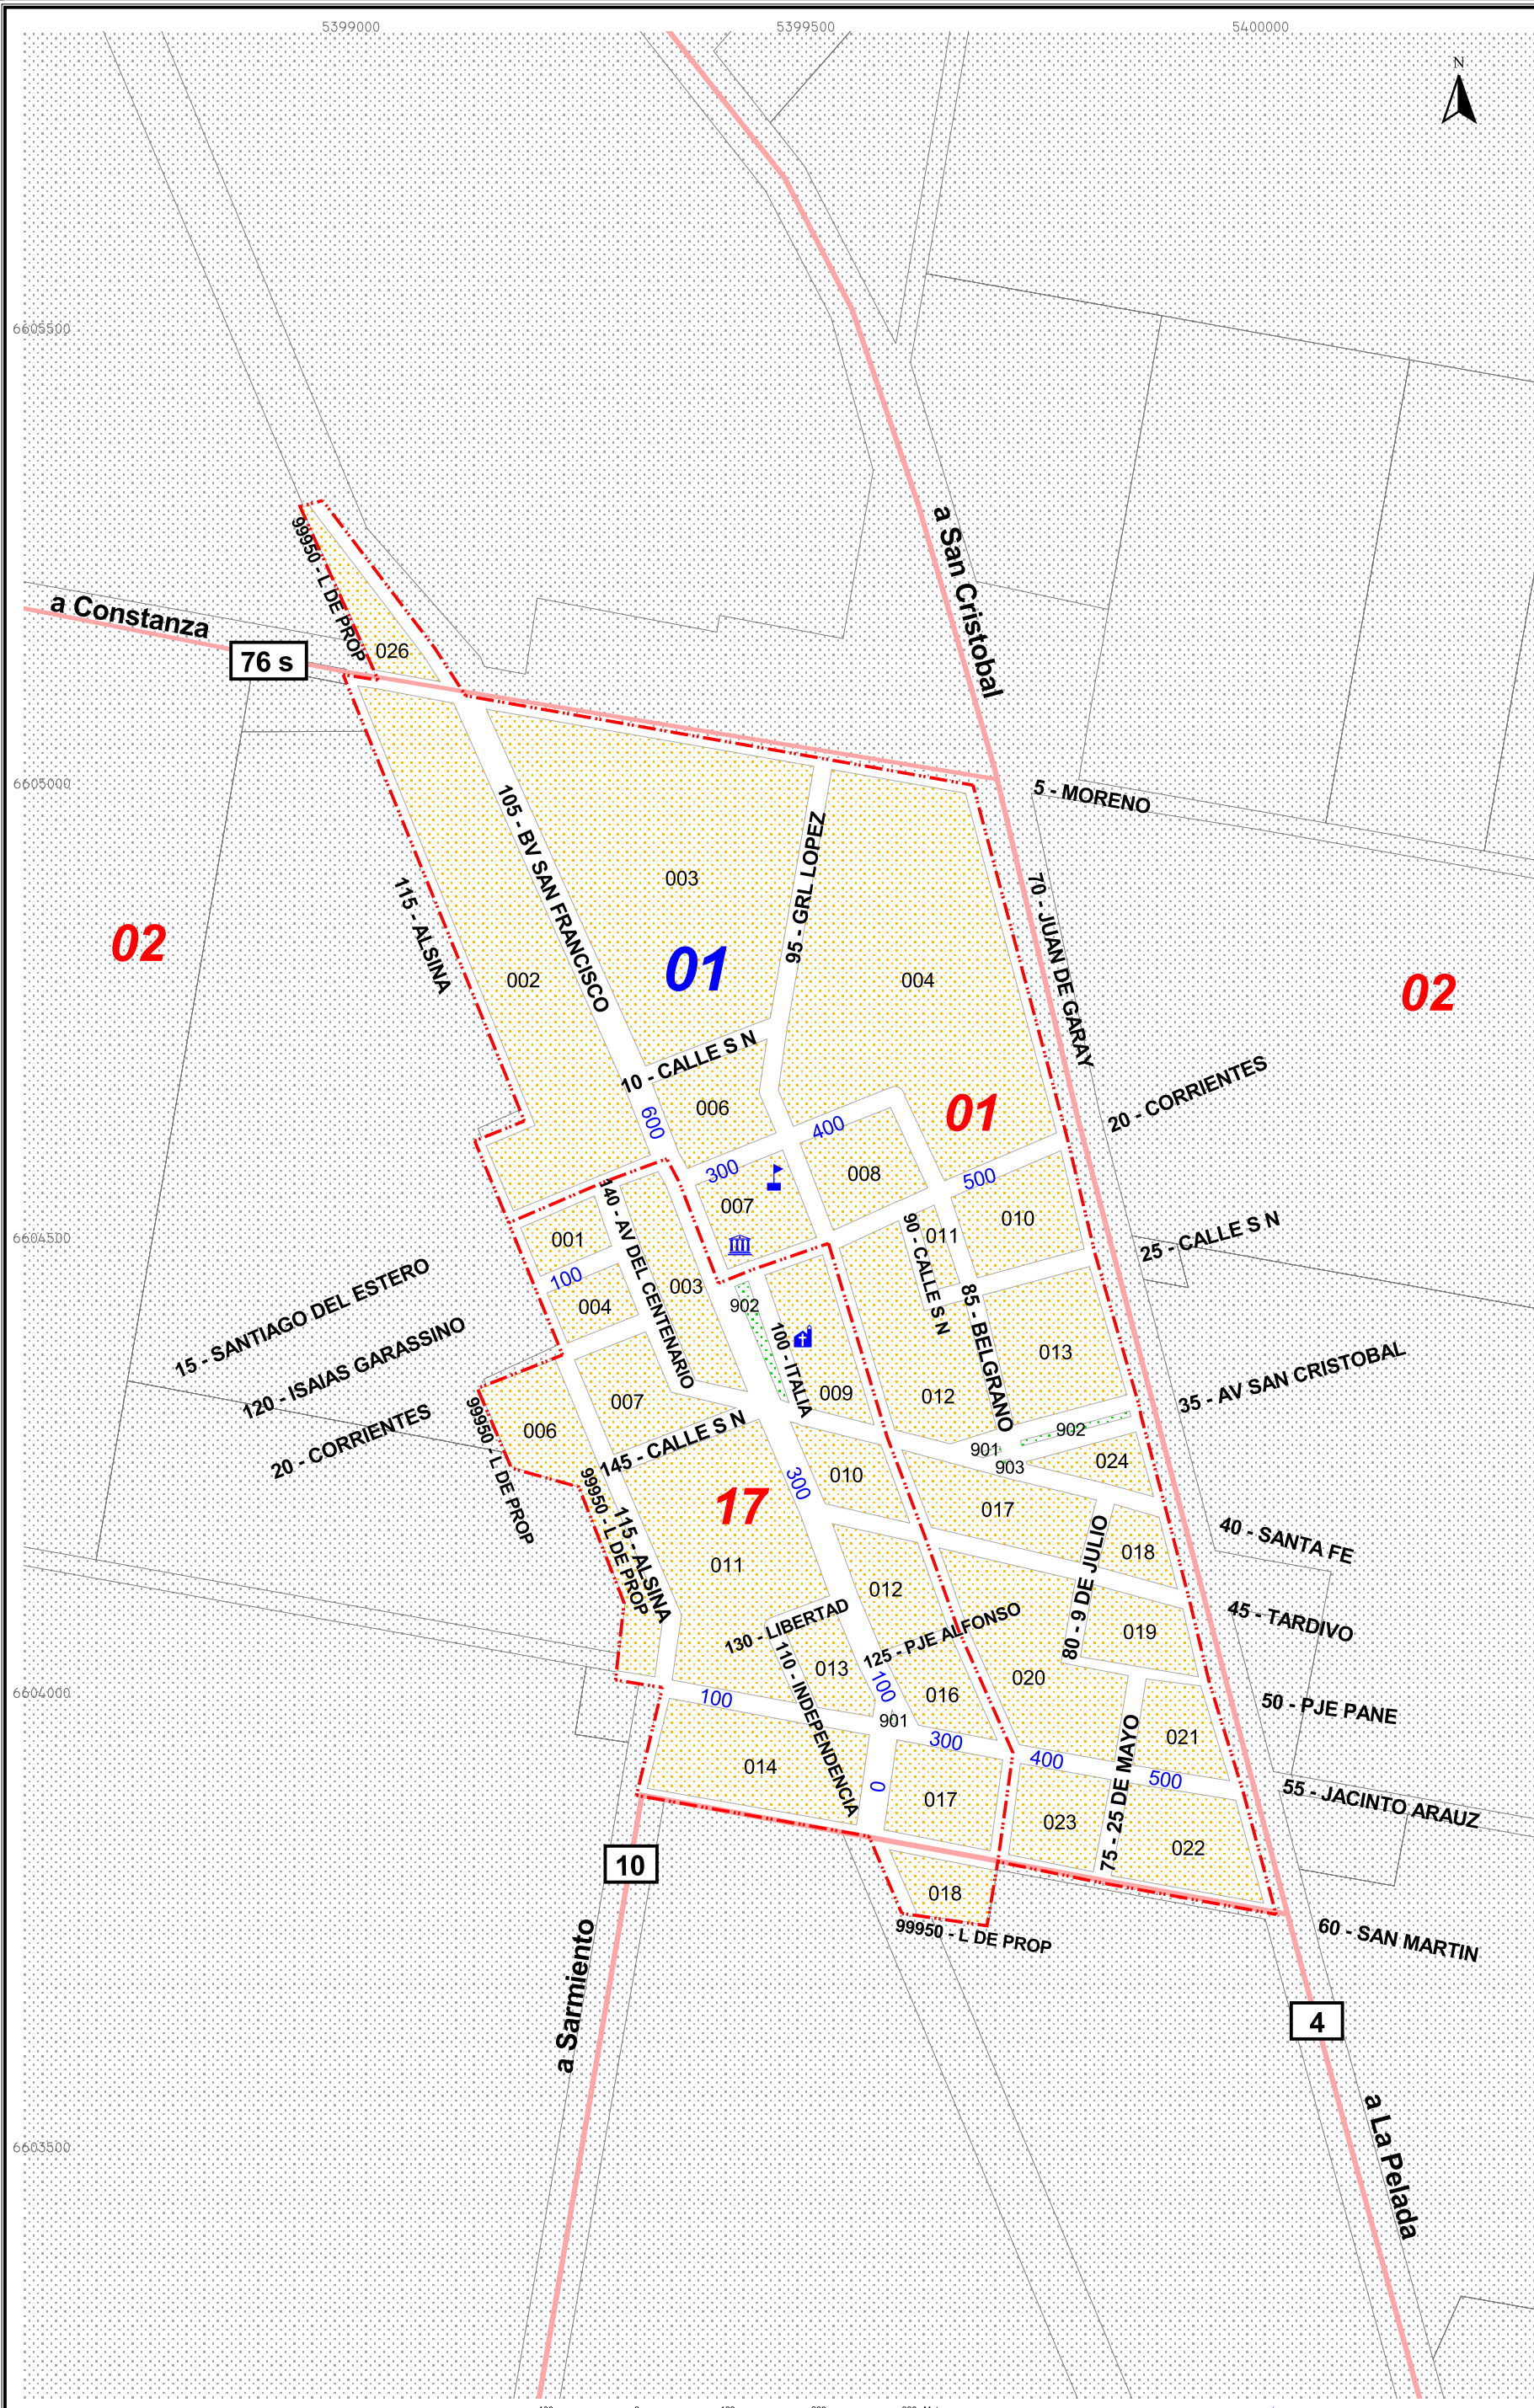 5399000
5399500
5400000
N
6605500
a San Cristobal
99950 - L DE PROP
a Constanza
76 s
026
6605000
5 - MORENO
105 - BV SAN FRANCISCO
95 - GRL LOPEZ
003
70 - JUAN DE GARAY
115 - ALSINA
02
01
002
004
02
10 - CALLE S N
20 - CORRIENTES
006
01
600
400
300
008
500
007
140 - AV DEL CENTENARIO
010
90 - CALLE S N
011
6604500
001
25 - CALLE S N
100
003
15 - SANTIAGO DEL ESTERO
004
902
85 - BELGRANO
120 - ISAIAS GARASSINO
100 - ITALIA
013
35 - AV SAN CRISTOBAL
009
012
007
20 - CORRIENTES
006
99950 - L DE PROP
145 - CALLE S N
902
901
903
024
010
300
99950 - L DE PROP
17
017
115 - ALSINA
40 - SANTA FE
80 - 9 DE JULIO
018
011
012
45 - TARDIVO
130 - LIBERTAD
125 - PJE ALFONSO
019
110 - INDEPENDENCIA
013
020
6604000
100
100
016
50 - PJE PANE
901
300
021
75 - 25 DE MAYO
014
400
500
0
017
55 - JACINTO ARAUZ
023
022
10
018
99950 - L DE PROP
60 - SAN MARTIN
a Sarmiento
4
6603500
a La Pelada